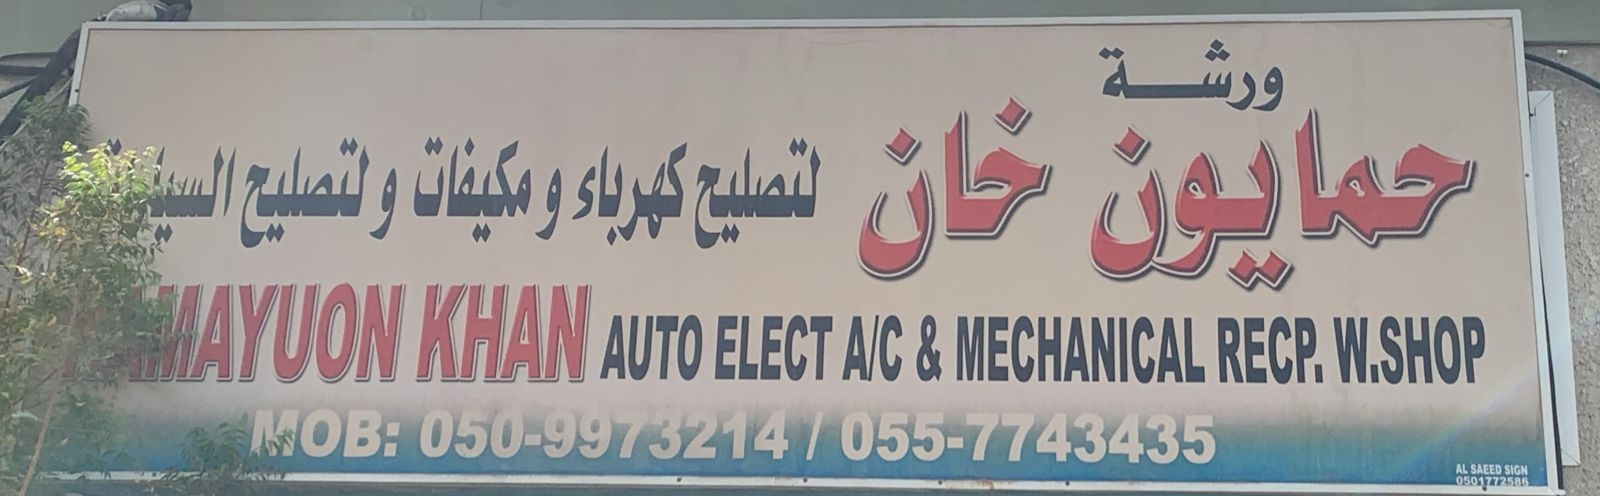 ورشــــة
حمايون خان
لتصليح كهرباء و مكيفات و لتصليح
MAYUON KHAN AUTO ELECT A/C & MECHANICAL RECP. W.SHOP
MOB: 050-9973214 / 055-7743435
AL SAEED SIGN
0501772586